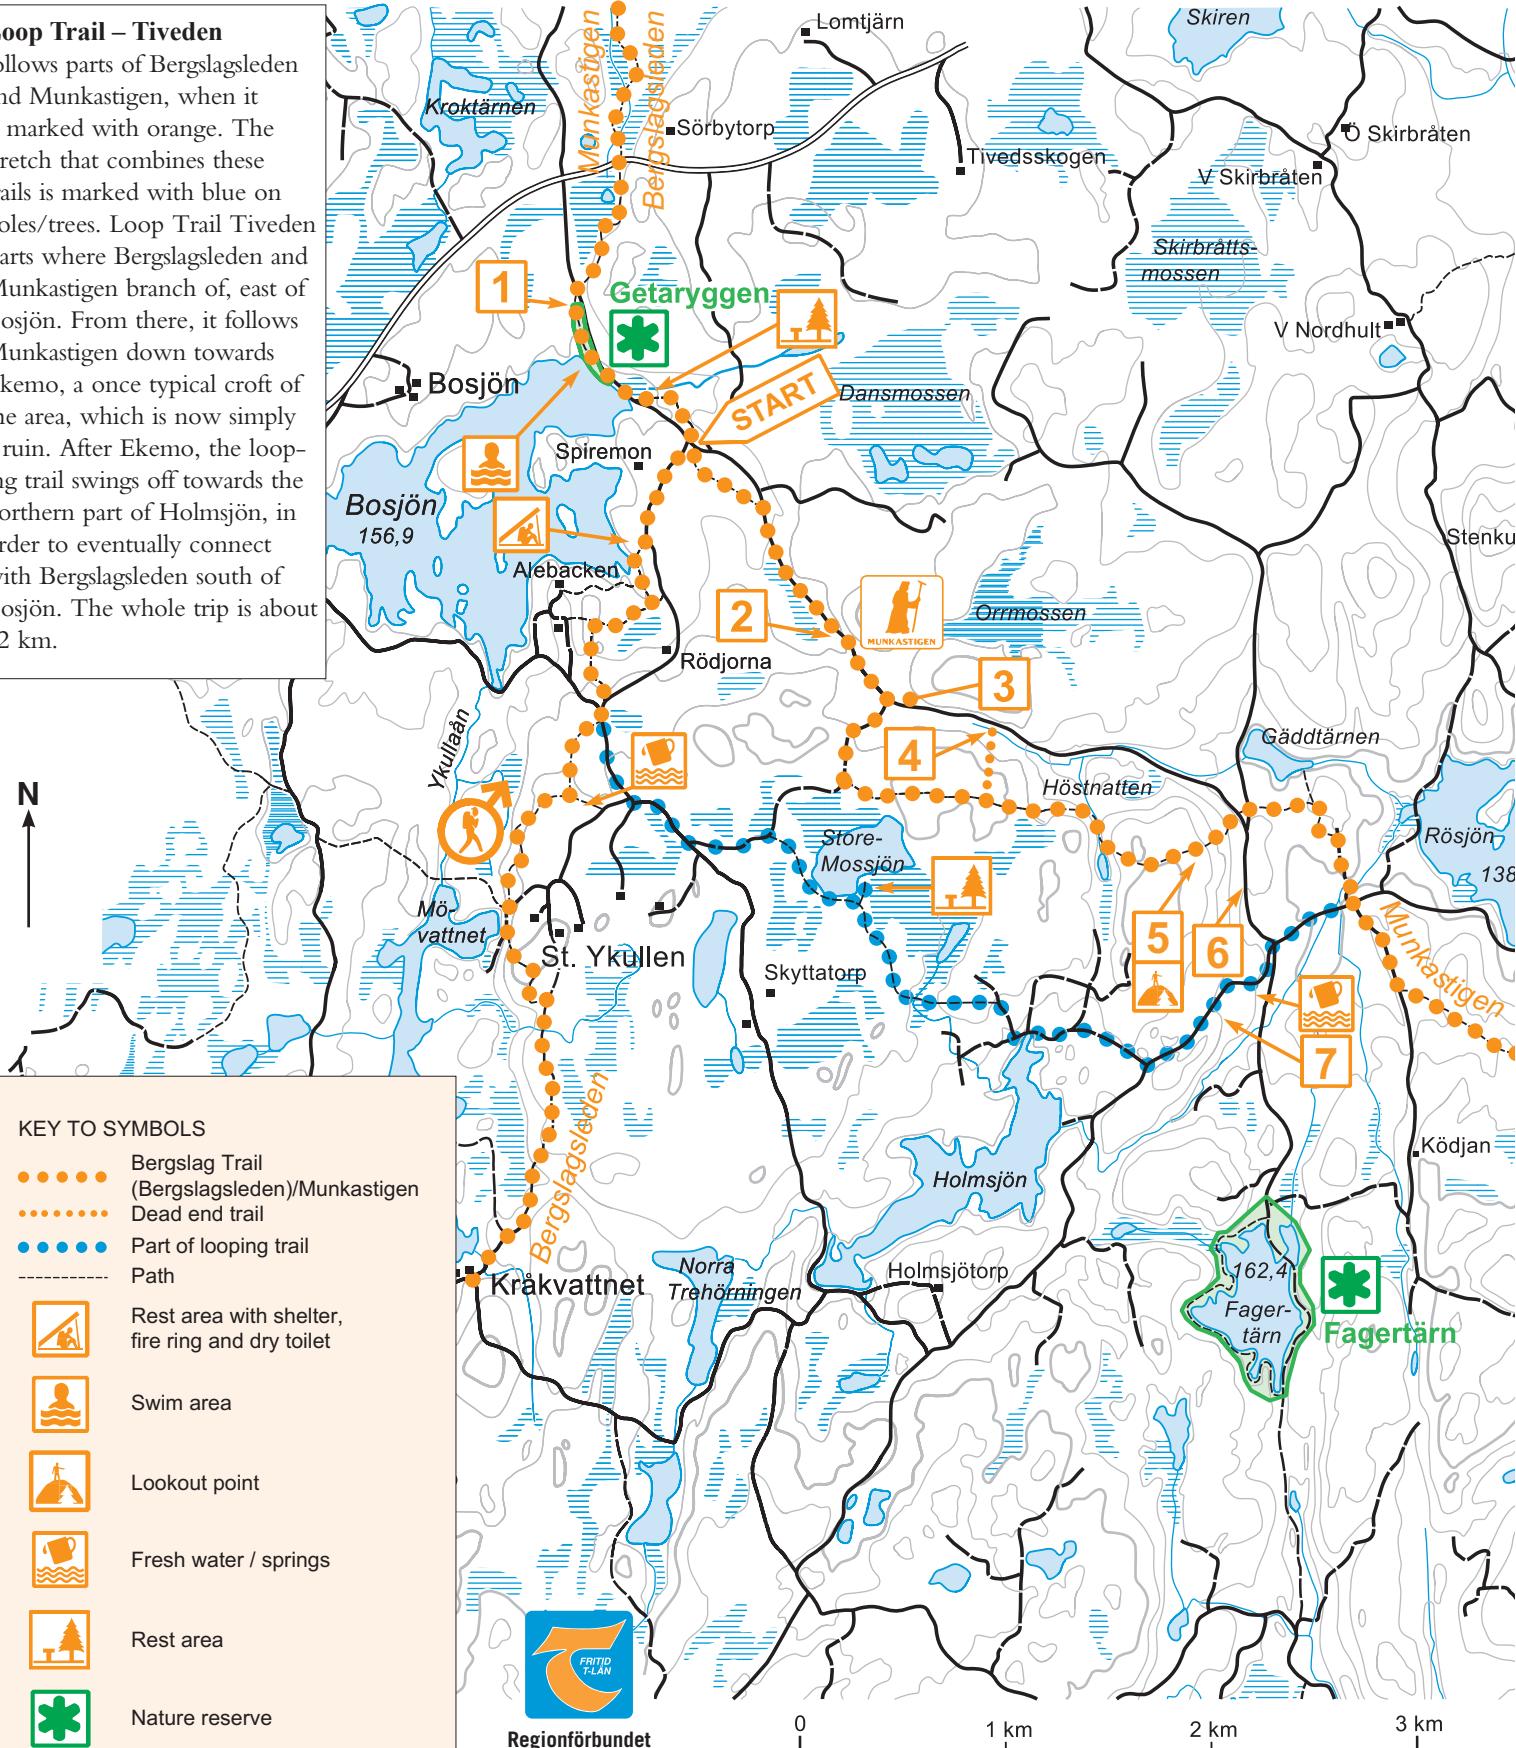 Loop Trail – Tiveden
ollows parts of Bergslagsleden
nd Munkastigen, when it
marked with orange. The
retch that combines these
rails is marked with blue on
oles/trees. Loop Trail Tiveden
arts where Bergslagsleden and
Munkastigen branch of, east of
osjön. From there, it follows
Munkastigen down towards
kemo, a once typical croft of
he area, which is now simply
ruin. After Ekemo, the loop-
ng trail swings off towards the
orthern part of Holmsjön, in
rder to eventually connect
with Bergslagsleden south of
osjön. The whole trip is about
2 km.
Munkastigen
Bergslagsleden
Lomtjärn
Skiren
Kroktärnen
Sörbytorp
Tivedsskogen
Ö Skirbråten
V Skirbråten
Skirbråtts-
mossen
1
Getaryggen
V Nordhult
Bosjön
START
Dansmossen
Spiremon
Bosjön
156,9
Stenku
Alebacken
2
MUNKASTIGEN
Orrmossen
Rödjorna
3
Ykullaån
4
Gäddtärnen
N
Höstnatten
Store-
Mossjön
Rösjön
138
Mö-
vattnet
5
6
Munkastigen
St. Ykullen
Skyttatorp
7
Bergslagsleden
Holmsjön
Ködjan
Norra
Trehörningen
Holmsjötorp
162,4
Fager-
tärn
Fagertärn
Kråkvattnet
KEY TO SYMBOLS
Bergslag Trail
(Bergslagsleden)/Munkastigen
Dead end trail
Part of looping trail
Path
Rest area with shelter,
fire ring and dry toilet
Swim area
Lookout point
Fresh water / springs
Rest area
Nature reserve
FRITID
T-LÄN
Regionförbundet
0
1 km
2 km
3 km